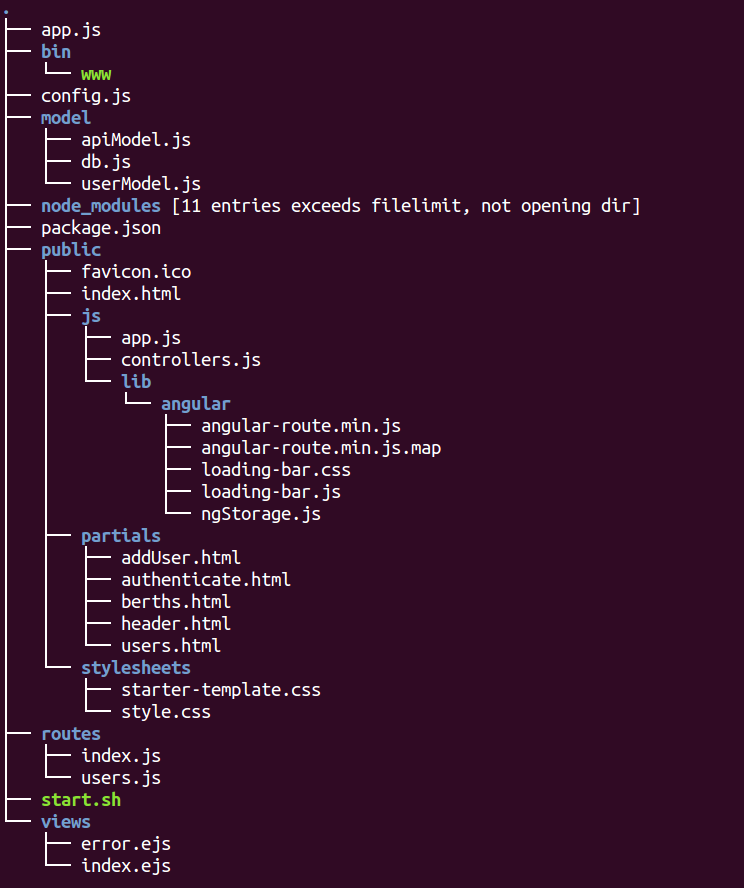 .
├── app.js
├── bin
│   └── www
├── config.js
├── model
│   ├── apiModel.js
│   ├── db.js
│   └── userModel.js
├── node_modules [11 entries exceeds filelimit, not opening dir]
├── package.json
├── public
│   ├── favicon.ico
│   ├── index.html
│   ├── js
│   │   ├── app.js
│   │   ├── controllers.js
│   │   └── lib
│   │       └── angular
│   │           ├── angular-route.min.js
│   │           ├── angular-route.min.js.map
│   │           ├── loading-bar.css
│   │           ├── loading-bar.js
│   │           └── ngStorage.js
│   ├── partials
│   │   ├── addUser.html
│   │   ├── authenticate.html
│   │   ├── berths.html
│   │   ├── header.html
│   │   └── users.html
│   └── stylesheets
│       ├── starter-template.css
│       └── style.css
├── routes
│   ├── index.js
│   └── users.js
├── start.sh
└── views
    ├── error.ejs
    └── index.ejs